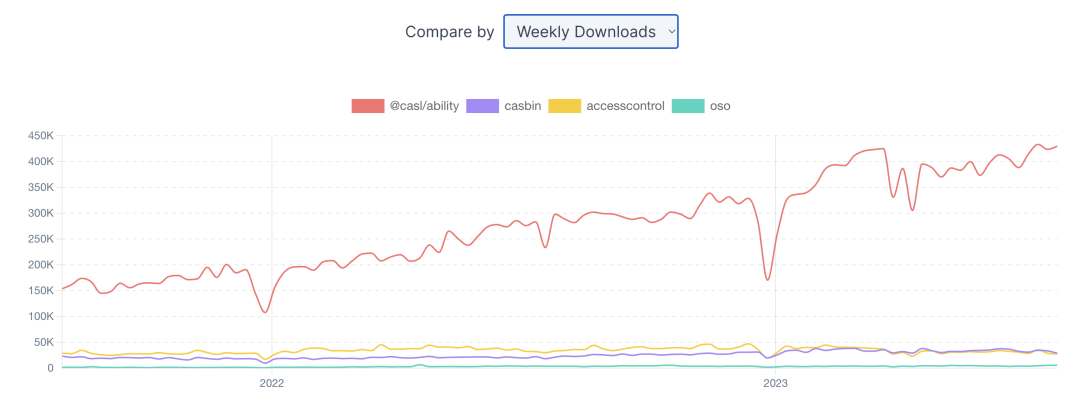 Compare by Weekly Downloads
@casl/ability casbin accesscontrol oso
450K
400K
350K
300K
250K
200K
150K
100K
50K
0
2022 2023